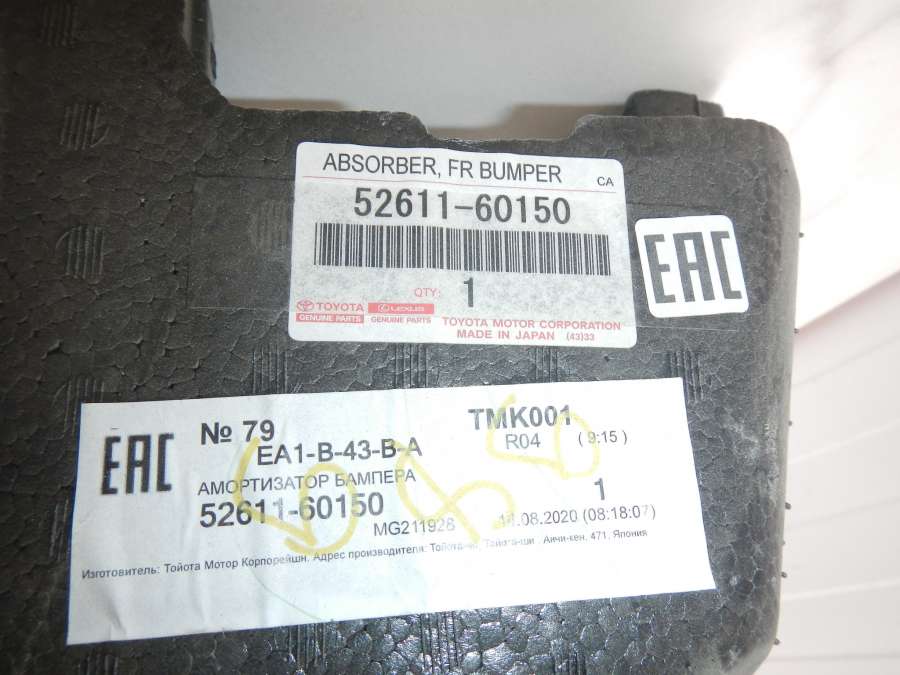 ABSORBER, FR BUMPER
CA
52611-60150
QTY: 1
TOYOTA
GENUINE PARTS
LEXUS
GENUINE PARTS
TOYOTA MOTOR CORPORATION
MADE IN JAPAN (43)33
EAC
EAC
№ 79
TMK001
EA1-B-43-B-A
R04 (9:15)
АМОРТИЗАТОР БАМПЕРА
52611-60150
1
MG211928
.08.2020 (08:18:07)
Изготовитель: Тойота Мотор Корпорейшн. Адрес производителя: Айчи-кен, 471, Япония